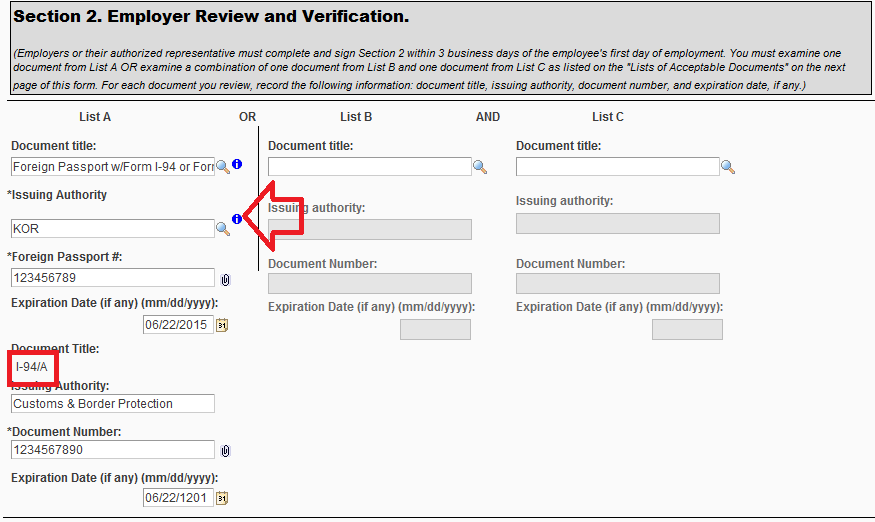 Section 2. Employer Review and Verification.
(Employers or their authorized representative must complete and sign Section 2 within 3 business days of the employee's first day of employment. You must examine one
document from List A OR examine a combination of one document from List B and one document from List C as listed on the "Lists of Acceptable Documents" on the next
page of this form. For each document you review, record the following information: document title, issuing authority, document number, and expiration date, if any.)
List A OR List B AND List C
Document title: Document title: Document title:
Foreign Passport w/Form I-94 or Forr
*Issuing Authority
Issuing authority: Issuing authority:
KOR
*Foreign Passport #: Document Number: Document Number:
123456789
Expiration Date (if any) (mm/dd/yyyy): Expiration Date (if any) (mm/dd/yyyy): Expiration Date (if any) (mm/dd/yyyy):
06/22/2015
31
Document Title:
I-94/A
Issuing Authority:
Customs & Border Protection
*Document Number:
1234567890
Expiration Date (if any) (mm/dd/yyyy):
06/22/1201
31